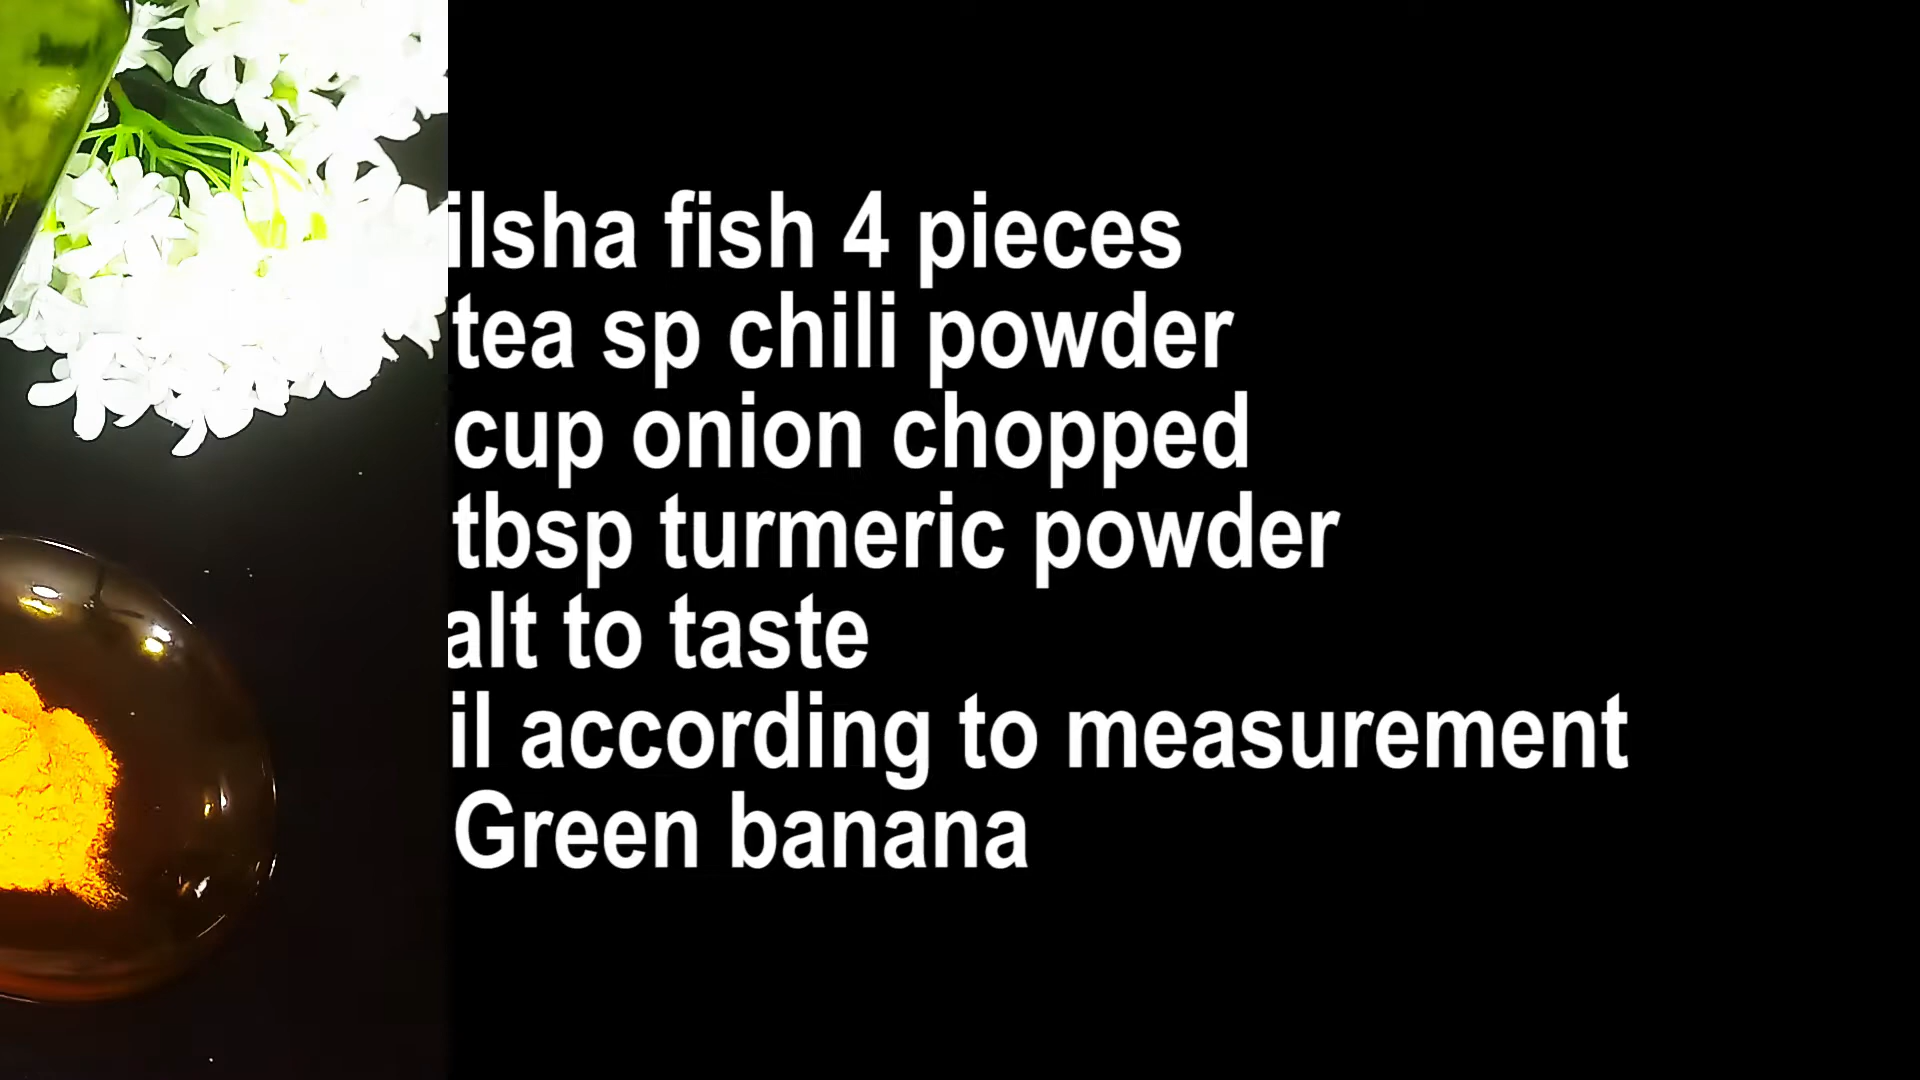 ilsha fish 4 pieces
tea sp chili powder
cup onion chopped
tbsp turmeric powder
alt to taste
il according to measurement
Green banana